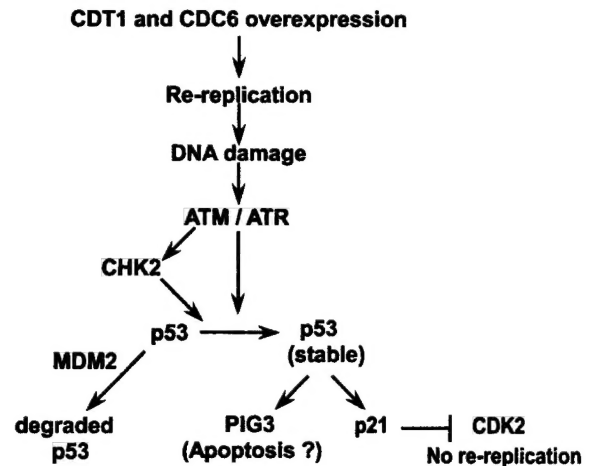 CDT1 and CDC6 overexpression
Re-replication
DNA damage
ATM / ATR
CHK2
p53
p53
(stable)
MDM2
degraded
p53
PIG3
(Apoptosis ?)
p21
CDK2
No re-replication